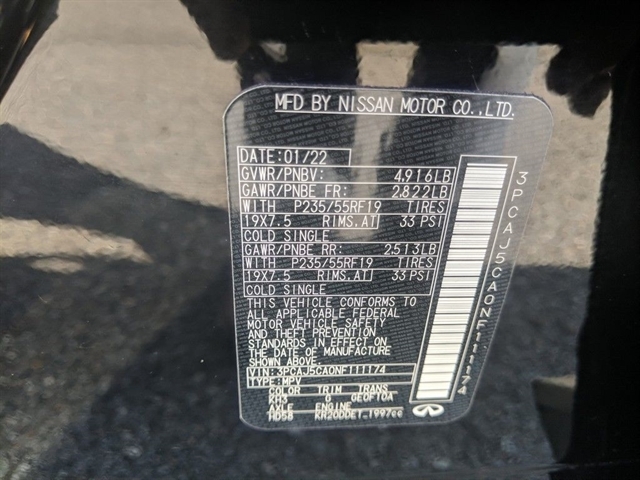 MFD BY NISSAN MOTOR CO.,LTD.
DATE:01/22
GVWR/PNBV: 4,916LB
GAWR/PNBE FR: 2,822LB
WITH P235/55RF19 TIRES
19X7.5 RIMS.AT 33 PSI
COLD SINGLE
GAWR/PNBE RR: 2,513LB
WITH P235/55RF19 TIRES
19X7.5 RIMS.AT 33 PSI
COLD SINGLE
THIS VEHICLE CONFORMS TO
ALL APPLICABLE FEDERAL
MOTOR VEHICLE SAFETY
AND THEFT PREVENTION
STANDARDS IN EFFECT ON THE
DATE OF MANUFACTURE
SHOWN ABOVE.
VIN:3PCAJ5CA0NF111174
TYPE:MPV
COLOR TRIM TRANS
KH3 G GE0F10A
AXLE ENGINE
HD58 KR20DDET 1997cc
3PCAJ5CA0NF111174